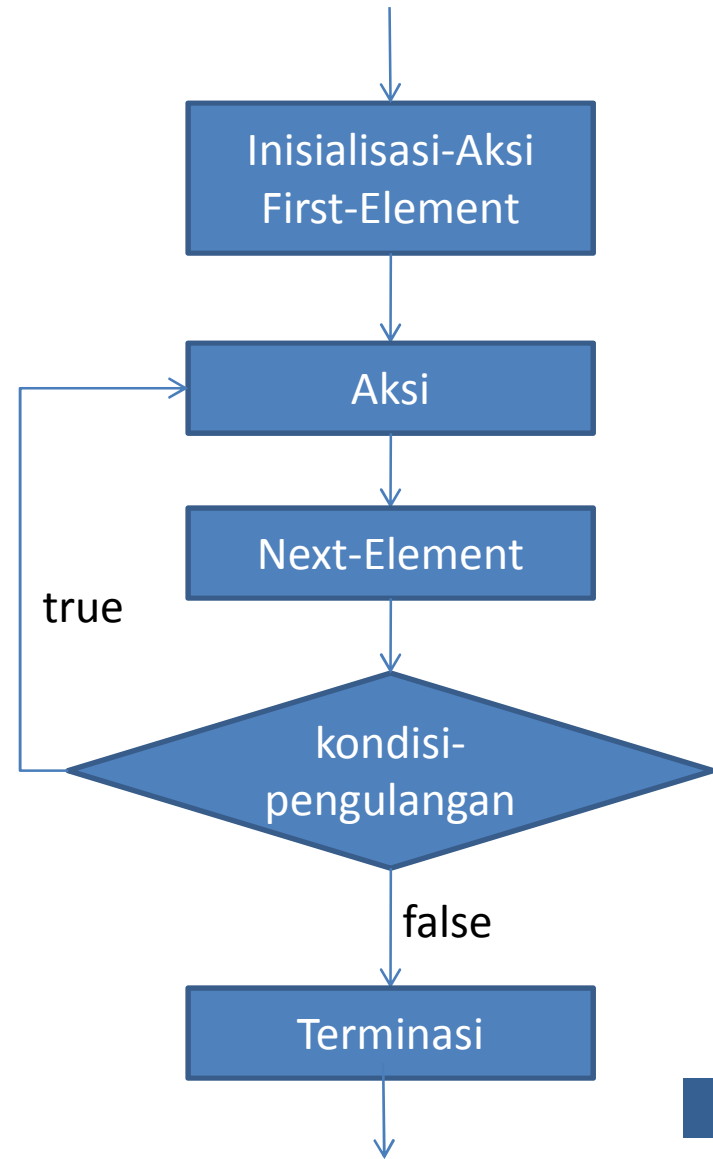 Inisialisasi-Aksi
First-Element
Aksi
Next-Element
true
kondisi-
pengulangan
false
Terminasi